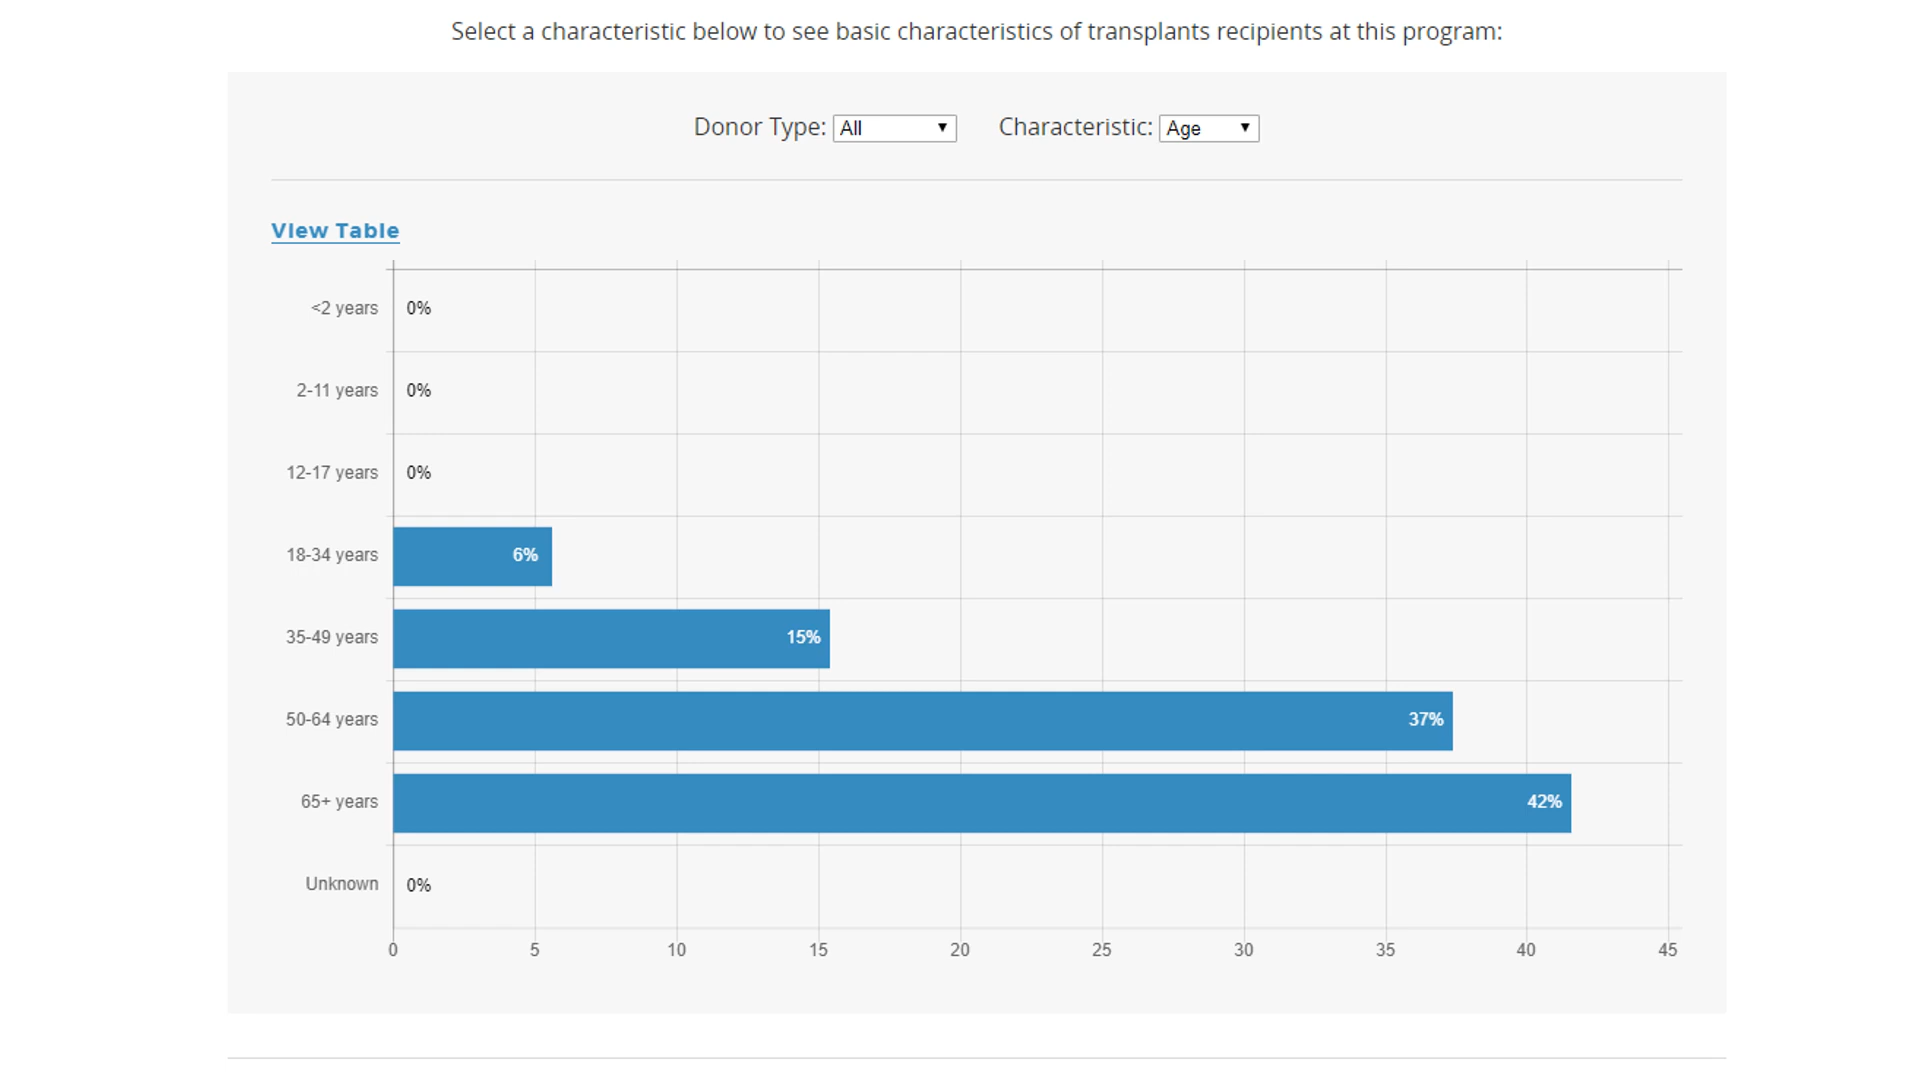 Select a characteristic below to see basic characteristics of transplants recipients at this program:
Donor Type: All ▼ Characteristic: Age ▼
View Table
<2 years 0%
2-11 years 0%
12-17 years 0%
18-34 years 6%
35-49 years 15%
50-64 years 37%
65+ years 42%
Unknown 0%
0 5 10 15 20 25 30 35 40 45